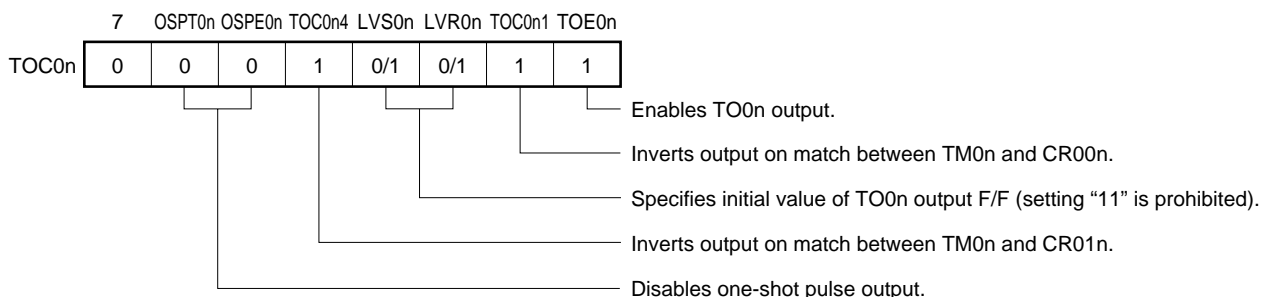 7 OSPT0n OSPE0n TOC0n4 LVS0n LVR0n TOC0n1 TOE0n
TOC0n 0 0 0 1 0/1 0/1 1 1
Enables TO0n output.
Inverts output on match between TM0n and CR00n.
Specifies initial value of TO0n output F/F (setting “11” is prohibited).
Inverts output on match between TM0n and CR01n.
Disables one-shot pulse output.